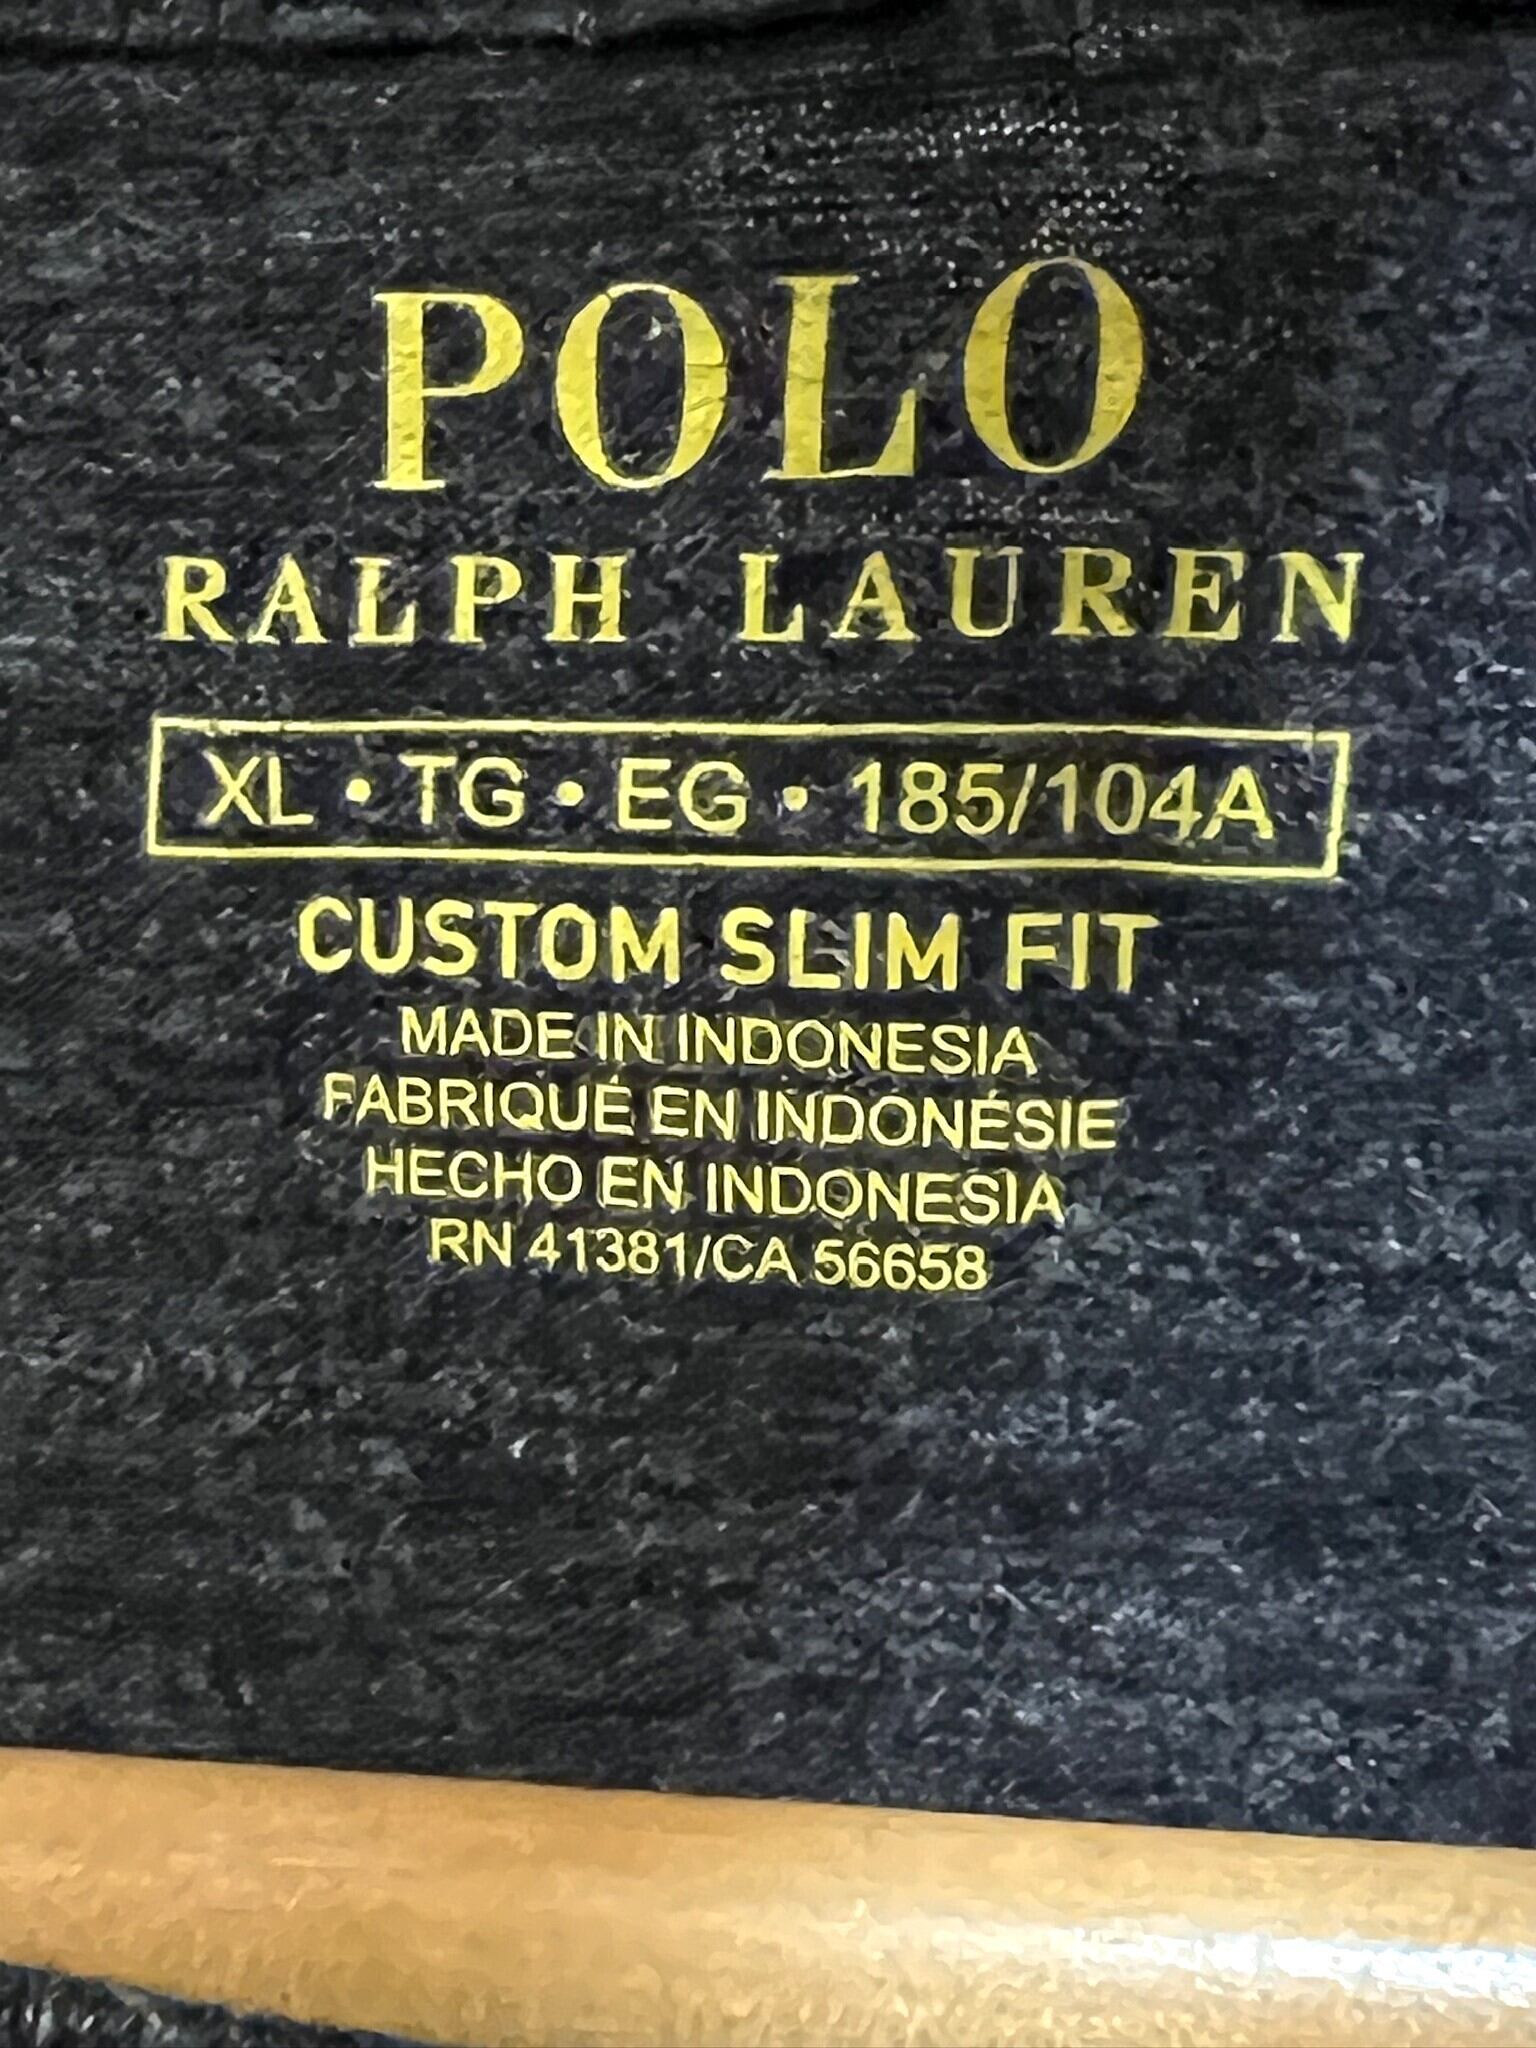 POLO
RALPH LAUREN
XL • TG • EG • 185/104A
CUSTOM SLIM FIT
MADE IN INDONESIA
FABRIQUÉ EN INDONÉSIE
HECHO EN INDONESIA
RN 41381/CA 56658